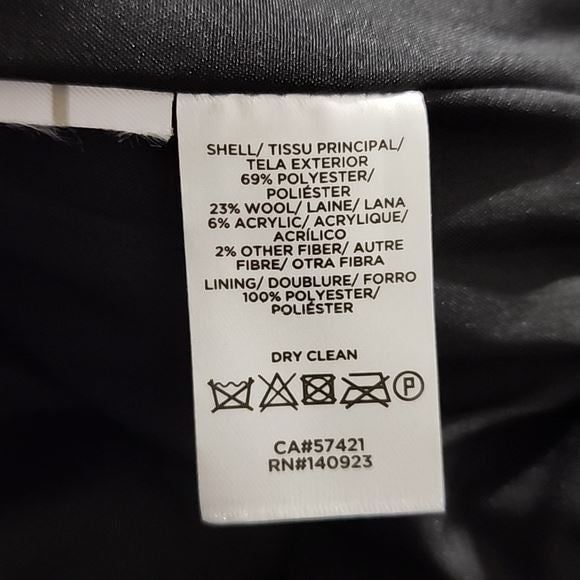 SHELL/ TISSU PRINCIPAL/
TELA EXTERIOR
69% POLYESTER/
POLIÉSTER
23% WOOL/ LAINE/ LANA
6% ACRYLIC/ ACRYLIQUE/
ACRÍLICO
2% OTHER FIBER/ AUTRE
FIBRE/ OTRA FIBRA
LINING/ DOUBLURE/ FORRO
100% POLYESTER/
POLIÉSTER
DRY CLEAN
P
CA#57421
RN#140923